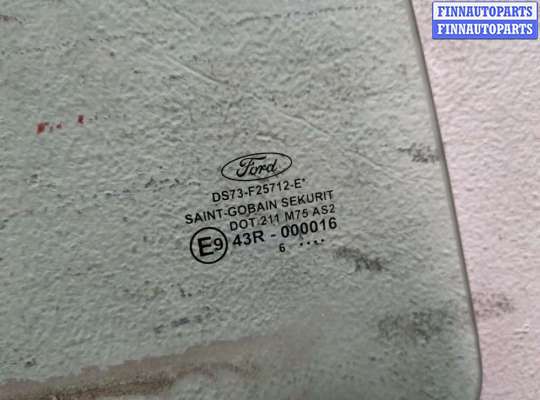 FINNAUTOPARTS
FINNAUTOPARTS
Ford
DS73-F25712-E*
SAINT-GOBAIN SEKURIT
DOT 211 M75 AS2
E9 43R - 000016
6 ....